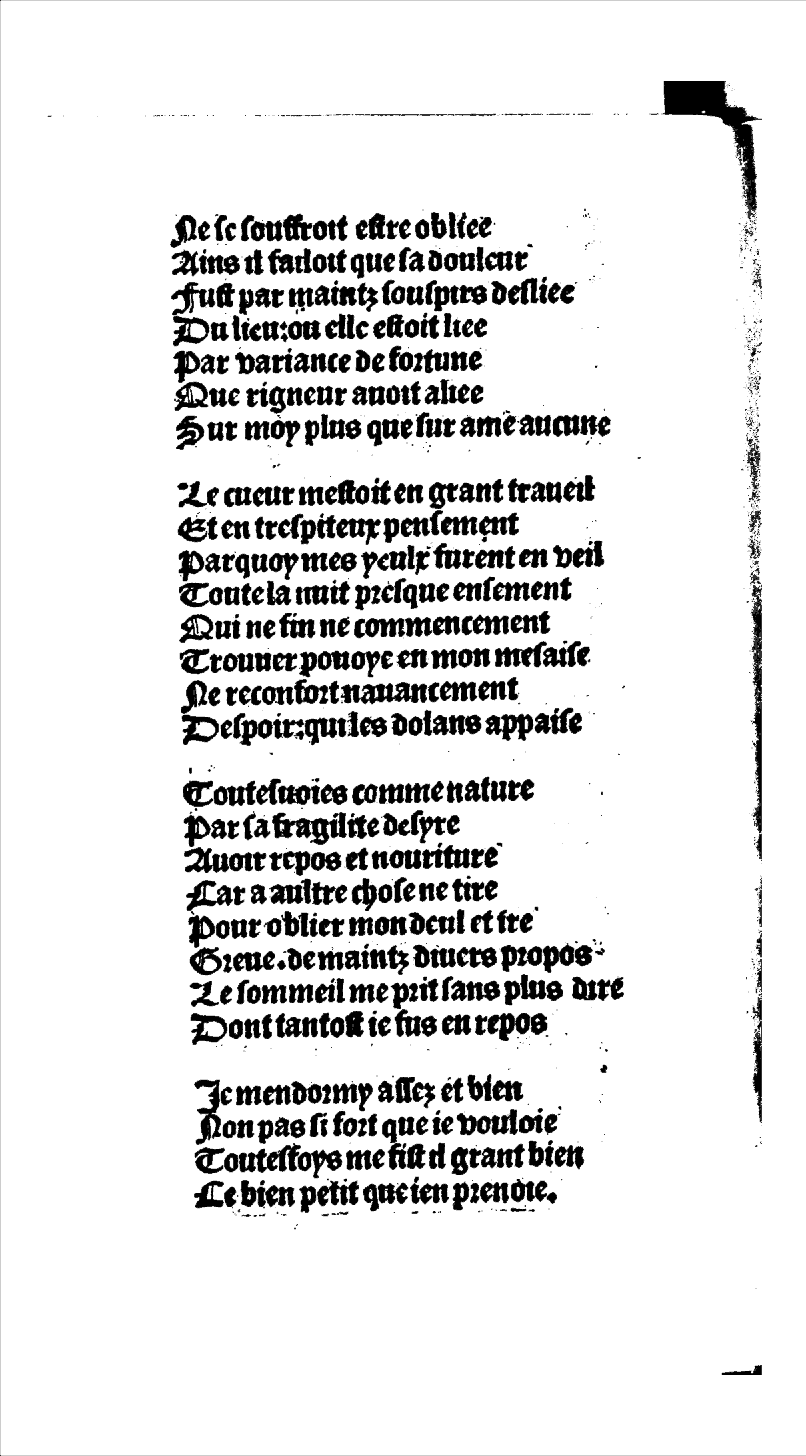 Ne se souffroit estre obliee
Ains il failoit que sa douleur
Fust par maintz souspirs desliee
Du lieu:ou elle estoit liee
Par variance de fortune
Que rigueur auoit aliee
Sur moy plus que sur ame aucune
Le cueur mestoit en grant traueil
Et en trespiteux pensement
Parquoy mes yeulx furent en veil
Toute la nuit presque ensement
Qui ne fin ne commencement
Trouuer pouoye en mon mesaise
Ne reconfort nauancement
Despoir:qui les dolans appaise
Toutesuoies comme nature
Par sa fragilite desyre
Auoir repos et nouriture
Car a aultre chose ne tire
Pour oblier mon deul et ire
Greue.de maintz diuers propos
Le sommeil me prit sans plus dire
Dont tantost ie fus en repos
Je mendormy assez et bien
Non pas si fort que ie vouloie
Toutesfoys me fist il grant bien
Le bien petit que ien prendie.